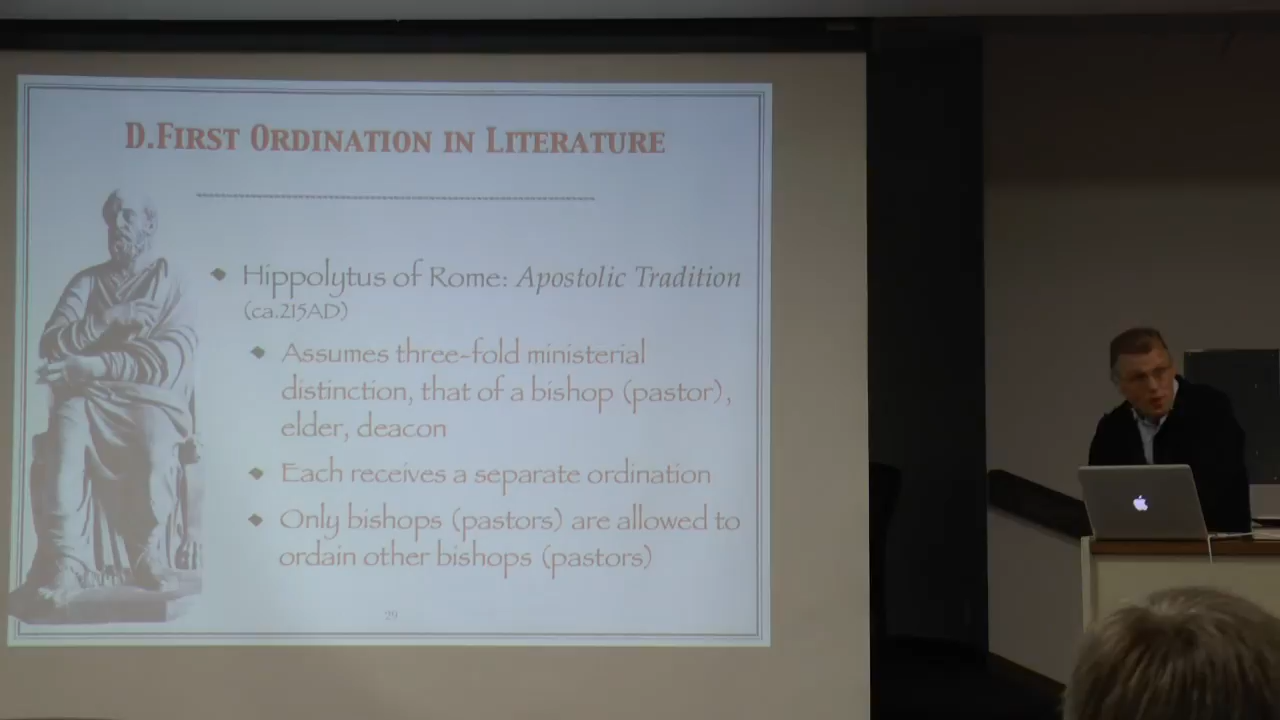 D.First Ordination in Literature
Hippolytus of Rome: Apostolic Tradition
(ca.215AD)
Assumes three-fold ministerial
distinction, that of a bishop (pastor),
elder, deacon
Each receives a separate ordination
Only bishops (pastors) are allowed to
ordain other bishops (pastors)
29